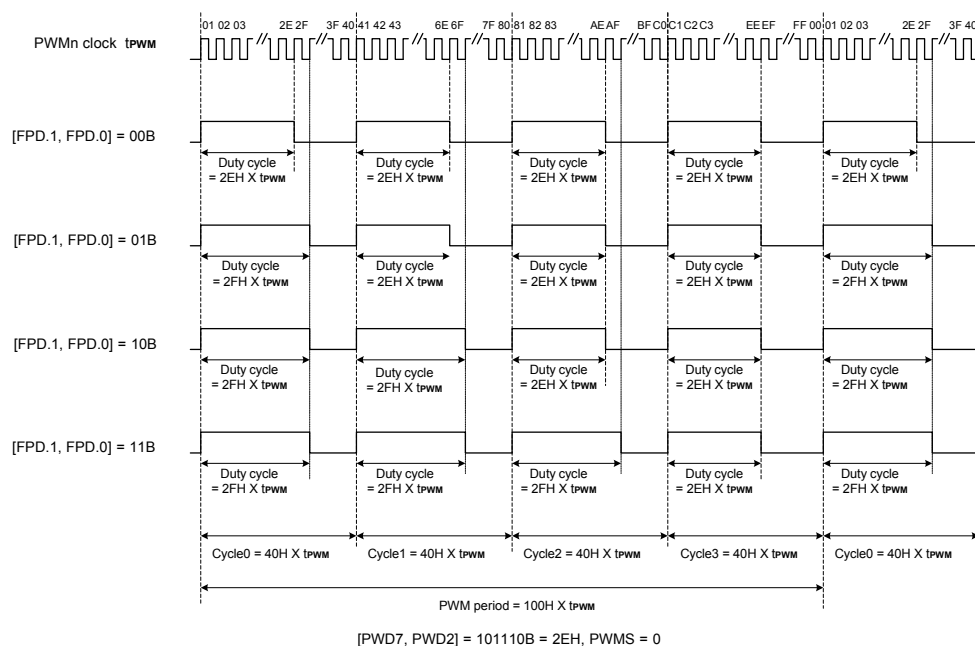 01 02 03 2E 2F 3F 40 41 42 43 6E 6F 7F 80 81 82 83 AE AF BF C0 C1 C2 C3 EE EF FF 00 01 02 03 2E 2F 3F 40
PWMn clock tPWM
[FPD.1, FPD.0] = 00B
Duty cycle Duty cycle Duty cycle Duty cycle Duty cycle
= 2EH X tPWM = 2EH X tPWM = 2EH X tPWM = 2EH X tPWM = 2EH X tPWM
[FPD.1, FPD.0] = 01B
Duty cycle Duty cycle Duty cycle Duty cycle Duty cycle
= 2FH X tPWM = 2EH X tPWM = 2EH X tPWM = 2EH X tPWM = 2FH X tPWM
[FPD.1, FPD.0] = 10B
Duty cycle Duty cycle Duty cycle Duty cycle Duty cycle
= 2FH X tPWM = 2FH X tPWM = 2EH X tPWM = 2EH X tPWM = 2FH X tPWM
[FPD.1, FPD.0] = 11B
Duty cycle Duty cycle Duty cycle Duty cycle Duty cycle
= 2FH X tPWM = 2FH X tPWM = 2FH X tPWM = 2EH X tPWM = 2FH X tPWM
Cycle0 = 40H X tPWM Cycle1 = 40H X tPWM Cycle2 = 40H X tPWM Cycle3 = 40H X tPWM Cycle0 = 40H X tPWM
PWM period = 100H X tPWM
[PWD7, PWD2] = 101110B = 2EH, PWMS = 0